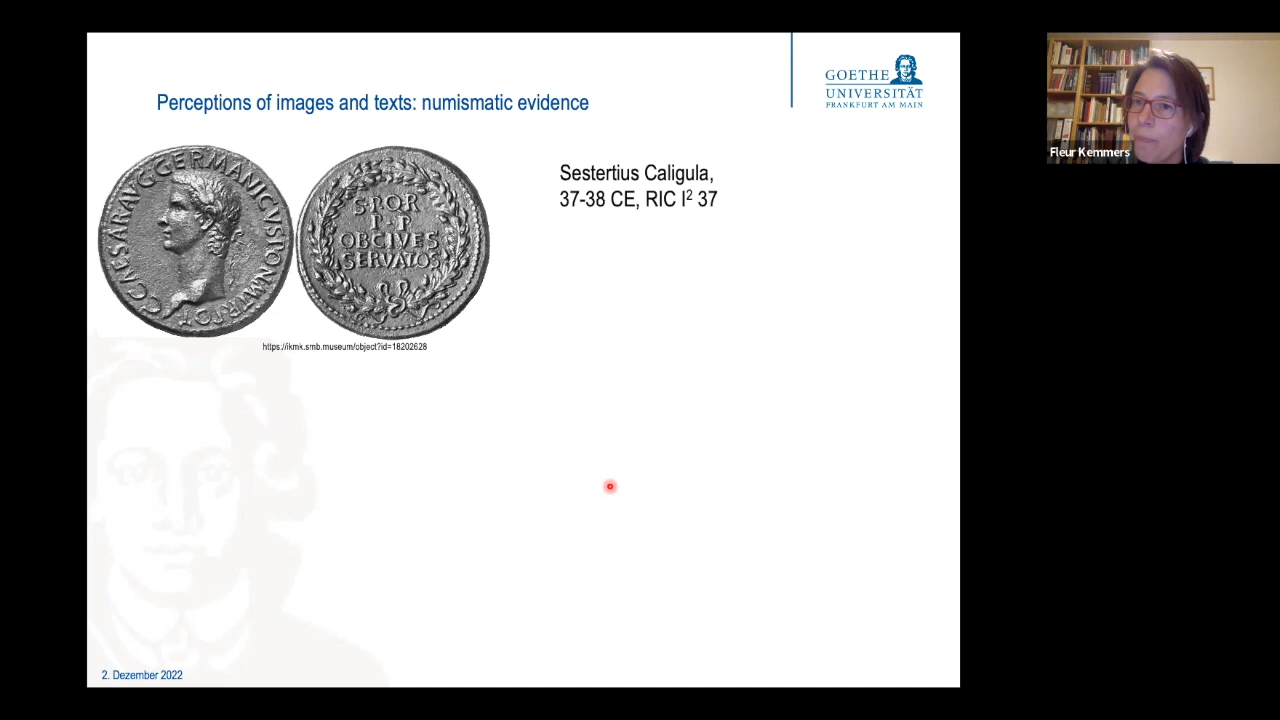 Perceptions of images and texts: numismatic evidence
GOETHE
UNIVERSITÄT
FRANKFURT AM MAIN
Fleur Kemmers
C CAESAR AVG GERMANICVS PON M TR POT
S·P·Q·R
P·P
OB CIVES
SERVATOS
Sestertius Caligula,
37-38 CE, RIC I² 37
https://ikmk.smb.museum/object?id=18202628
2. Dezember 2022